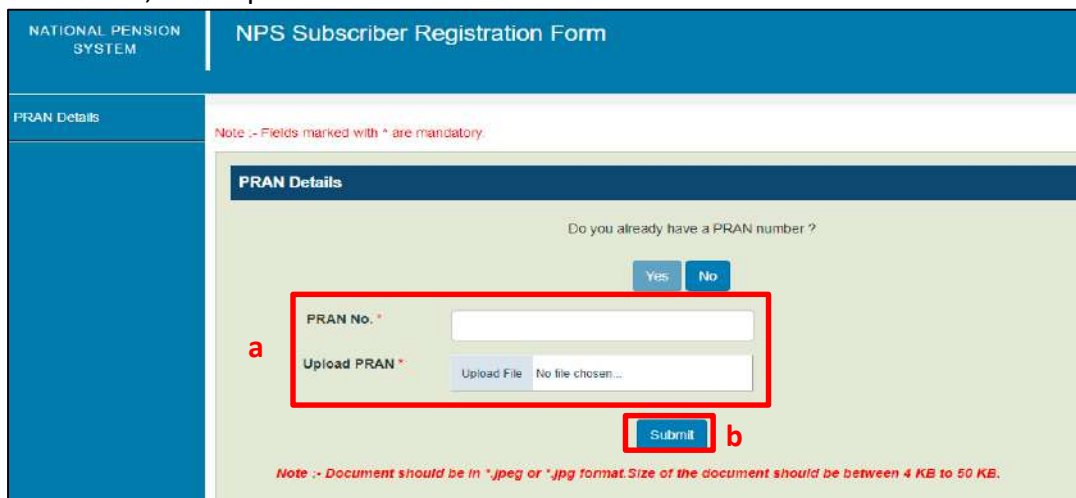 NATIONAL PENSION
SYSTEM
NPS Subscriber Registration Form
PRAN Details
Note :- Fields marked with * are mandatory.
PRAN Details
Do you already have a PRAN number ?
Yes No
PRAN No. *
a
Upload PRAN *
Upload File No file chosen...
Submit b
Note :- Document should be in *.jpeg or *.jpg format.Size of the document should be between 4 KB to 50 KB.